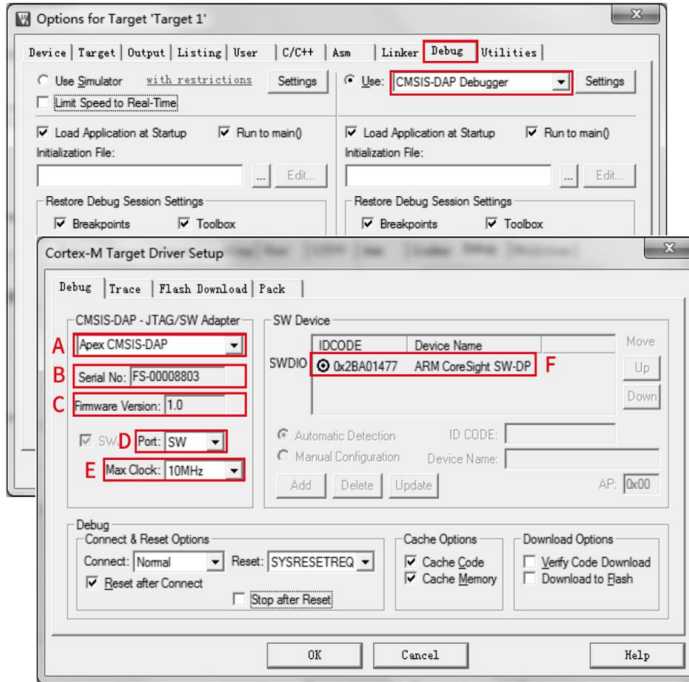 Options for Target 'Target 1'
Device Target Output Listing User C/C++ Asm Linker Debug Utilities
Use Simulator with restrictions Settings Use: CMSIS-DAP Debugger Settings
Limit Speed to Real-Time
Load Application at Startup Run to main() Load Application at Startup Run to main()
Initialization File: Initialization File:
... Edit... ... Edit...
Restore Debug Session Settings Restore Debug Session Settings
Breakpoints Toolbox Breakpoints Toolbox
Cortex-M Target Driver Setup
Debug Trace Flash Download Pack
CMSIS-DAP - JTAG/SW Adapter SW Device
A Apex CMSIS-DAP IDCODE Device Name Move
SWDIO 0x2BA01477 ARM CoreSight SW-DP F Up
B Serial No: FS-00008803
C Firmware Version: 1.0 Down
D Port: SW Automatic Detection ID CODE:
E Max Clock: 10MHz Manual Configuration Device Name:
Add Delete Update AP: 0x00
Debug
Connect & Reset Options Cache Options Download Options
Connect: Normal Reset: SYSRESETREQ Cache Code Verify Code Download
Reset after Connect Cache Memory Download to Flash
Stop after Reset
OK Cancel Help